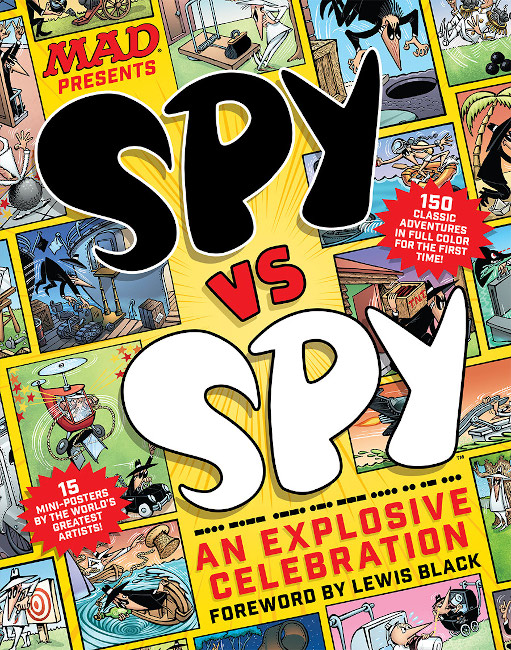 MAD
PRESENTS
SPY
VS
SPY
™
150
CLASSIC
ADVENTURES
IN FULL COLOR
FOR THE FIRST
TIME!
15
MINI-POSTERS
BY THE WORLD'S
GREATEST
ARTISTS!
AN EXPLOSIVE
CELEBRATION
FOREWORD BY LEWIS BLACK